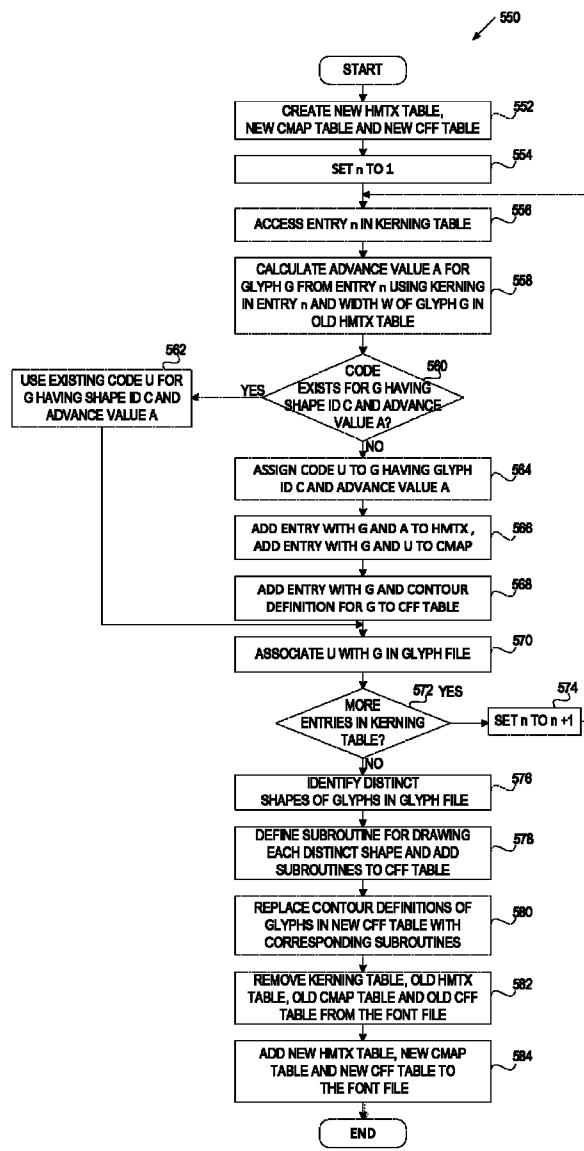 550
START
CREATE NEW HMTX TABLE,
NEW CMAP TABLE AND NEW CFF TABLE
552
SET n TO 1
554
ACCESS ENTRY n IN KERNING TABLE
556
CALCULATE ADVANCE VALUE A FOR
GLYPH G FROM ENTRY n USING KERNING
IN ENTRY n AND WIDTH W OF GLYPH G IN
OLD HMTX TABLE
558
CODE
EXISTS FOR G HAVING
SHAPE ID C AND ADVANCE
VALUE A?
560
YES
562
USE EXISTING CODE U FOR
G HAVING SHAPE ID C AND
ADVANCE VALUE A
NO
ASSIGN CODE U TO G HAVING GLYPH
ID C AND ADVANCE VALUE A
564
ADD ENTRY WITH G AND A TO HMTX ,
ADD ENTRY WITH G AND U TO CMAP
566
ADD ENTRY WITH G AND CONTOUR
DEFINITION FOR G TO CFF TABLE
568
ASSOCIATE U WITH G IN GLYPH FILE
570
MORE
ENTRIES IN KERNING
TABLE?
572
YES
574
SET n TO n +1
NO
IDENTIFY DISTINCT
SHAPES OF GLYPHS IN GLYPH FILE
576
DEFINE SUBROUTINE FOR DRAWING
EACH DISTINCT SHAPE AND ADD
SUBROUTINES TO CFF TABLE
578
REPLACE CONTOUR DEFINITIONS OF
GLYPHS IN NEW CFF TABLE WITH
CORRESPONDING SUBROUTINES
580
REMOVE KERNING TABLE, OLD HMTX
TABLE, OLD CMAP TABLE AND OLD CFF
TABLE FROM THE FONT FILE
582
ADD NEW HMTX TABLE, NEW CMAP
TABLE AND NEW CFF TABLE TO
THE FONT FILE
584
END